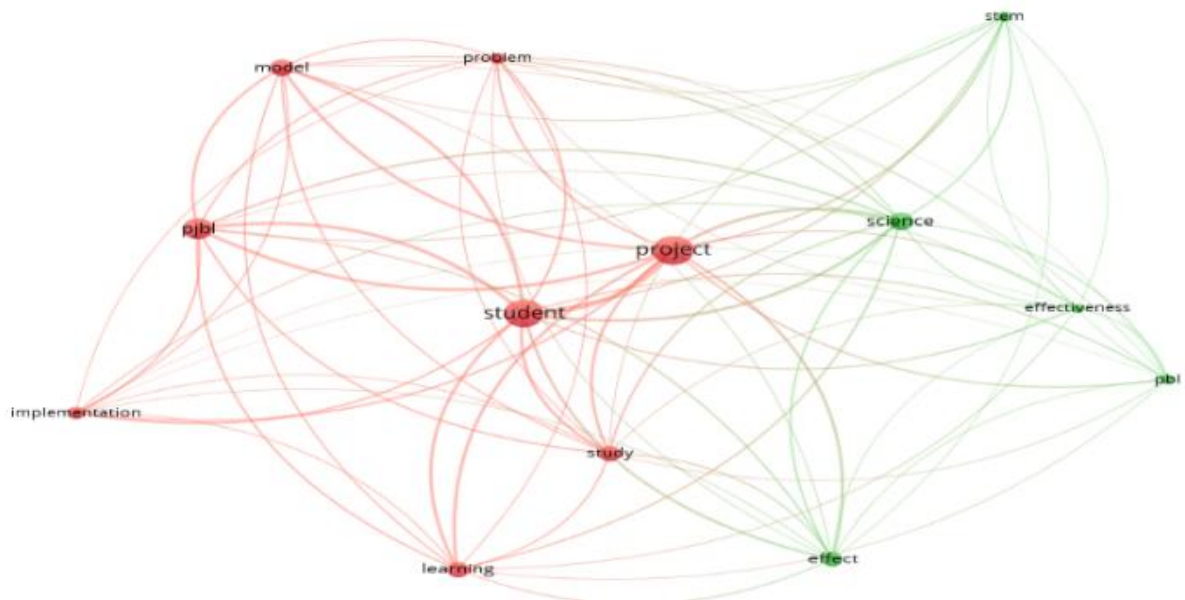 stem
problem
model
science
pjbl
project
effectiveness
student
pbl
implementation
study
effect
learning